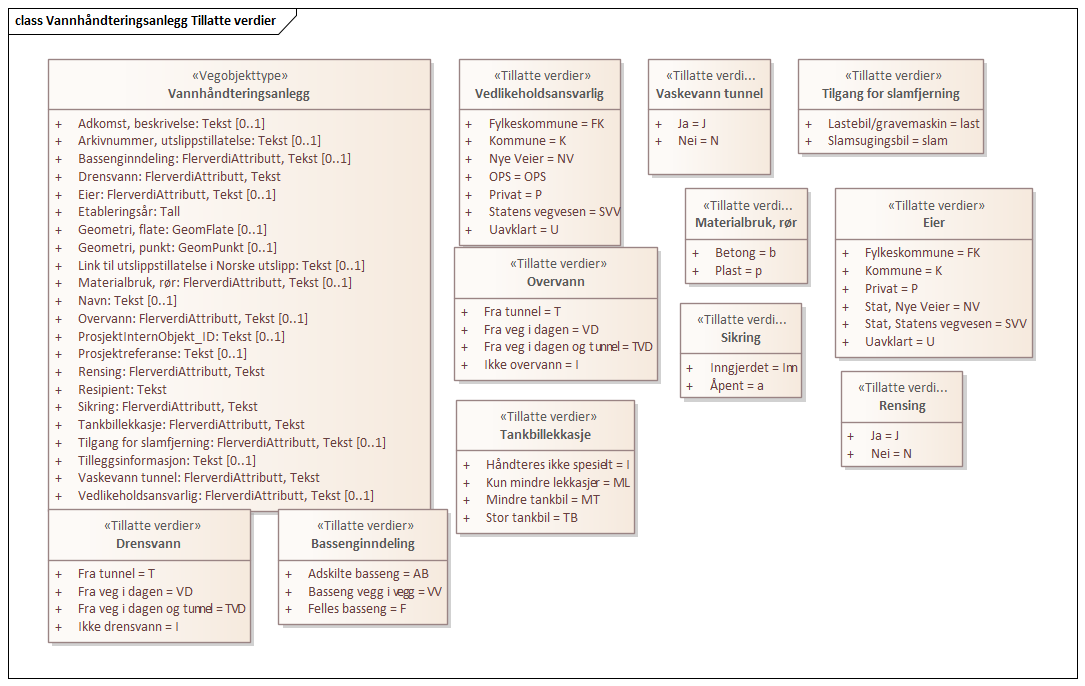 class Vannhåndteringsanlegg Tillatte verdier
«Vegobjekttype»
Vannhåndteringsanlegg
+ Adkomst, beskrivelse: Tekst [0..1]
+ Arkivnummer, utslippstillatelse: Tekst [0..1]
+ Bassenginndeling: FlerverdiAttributt, Tekst [0..1]
+ Drensvann: FlerverdiAttributt, Tekst
+ Eier: FlerverdiAttributt, Tekst [0..1]
+ Etableringsår: Tall
+ Geometri, flate: GeomFlate [0..1]
+ Geometri, punkt: GeomPunkt [0..1]
+ Link til utslippstillatelse i Norske utslipp: Tekst [0..1]
+ Materialbruk, rør: FlerverdiAttributt, Tekst [0..1]
+ Navn: Tekst [0..1]
+ Overvann: FlerverdiAttributt, Tekst [0..1]
+ ProsjektInternObjekt_ID: Tekst [0..1]
+ Prosjektreferanse: Tekst [0..1]
+ Rensing: FlerverdiAttributt, Tekst
+ Resipient: Tekst
+ Sikring: FlerverdiAttributt, Tekst
+ Tankbillekkasje: FlerverdiAttributt, Tekst
+ Tilgang for slamfjerning: FlerverdiAttributt, Tekst [0..1]
+ Tilleggsinformasjon: Tekst [0..1]
+ Vaskevann tunnel: FlerverdiAttributt, Tekst
+ Vedlikeholdsansvarlig: FlerverdiAttributt, Tekst [0..1]
«Tillatte verdier»
Vedlikeholdsansvarlig
+ Fylkeskommune = FK
+ Kommune = K
+ Nye Veier = NV
+ OPS = OPS
+ Privat = P
+ Statens vegvesen = SVV
+ Uavklart = U
«Tillatte verdi...
Vaskevann tunnel
+ Ja = J
+ Nei = N
«Tillatte verdier»
Tilgang for slamfjerning
+ Lastebil/gravemaskin = last
+ Slamsugingsbil = slam
«Tillatte verdi...
Materialbruk, rør
+ Betong = b
+ Plast = p
«Tillatte verdier»
Eier
+ Fylkeskommune = FK
+ Kommune = K
+ Privat = P
+ Stat, Nye Veier = NV
+ Stat, Statens vegvesen = SVV
+ Uavklart = U
«Tillatte verdier»
Overvann
+ Fra tunnel = T
+ Fra veg i dagen = VD
+ Fra veg i dagen og tunnel = TVD
+ Ikke overvann = I
«Tillatte verdi...
Sikring
+ Inngjerdet = Inn
+ Åpent = a
«Tillatte verdi...
Rensing
+ Ja = J
+ Nei = N
«Tillatte verdier»
Tankbillekkasje
+ Håndteres ikke spesielt = I
+ Kun mindre lekkasjer = ML
+ Mindre tankbil = MT
+ Stor tankbil = TB
«Tillatte verdier»
Drensvann
+ Fra tunnel = T
+ Fra veg i dagen = VD
+ Fra veg i dagen og tunnel = TVD
+ Ikke drensvann = I
«Tillatte verdier»
Bassenginndeling
+ Adskilte basseng = AB
+ Basseng vegg i vegg = VV
+ Felles basseng = F